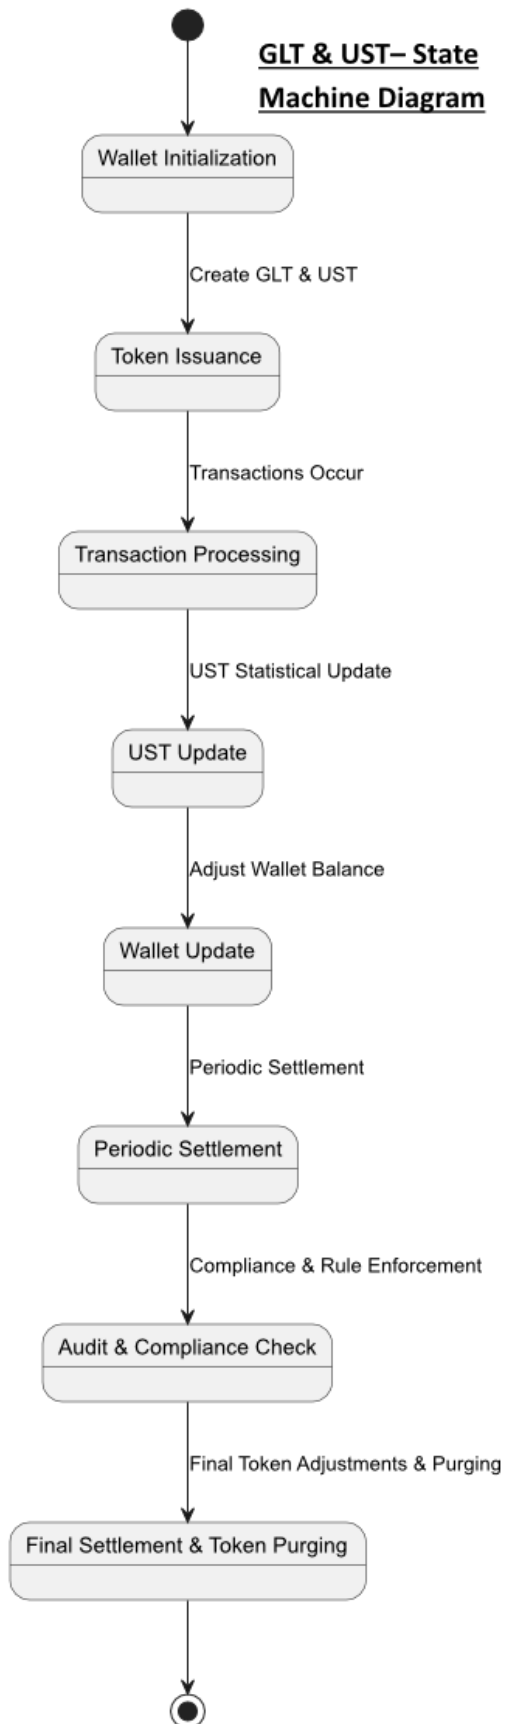 GLT & UST– State
Machine Diagram
Wallet Initialization
Create GLT & UST
Token Issuance
Transactions Occur
Transaction Processing
UST Statistical Update
UST Update
Adjust Wallet Balance
Wallet Update
Periodic Settlement
Periodic Settlement
Compliance & Rule Enforcement
Audit & Compliance Check
Final Token Adjustments & Purging
Final Settlement & Token Purging